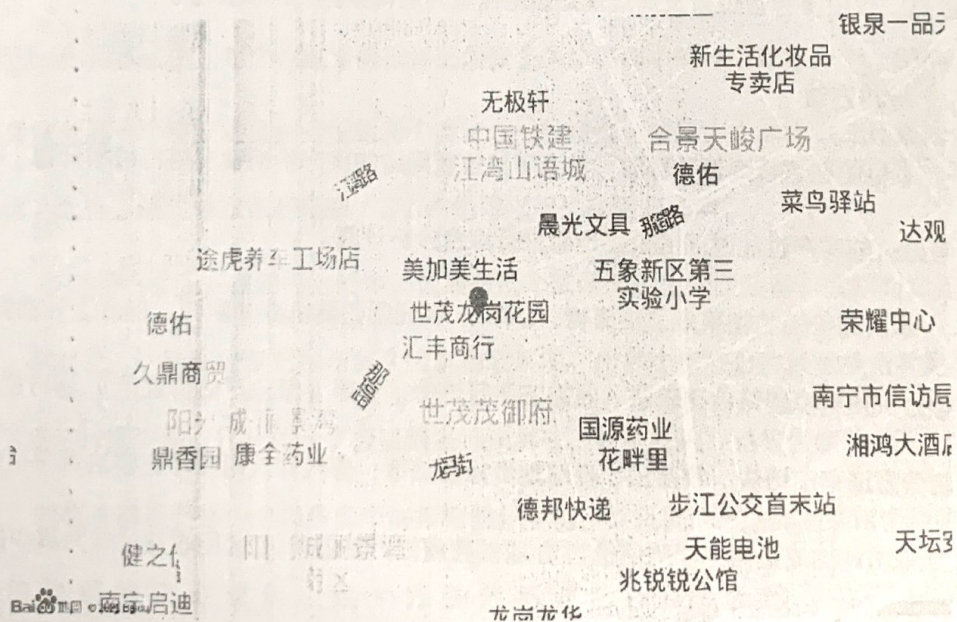 银泉一品
新生活化妆品
专卖店
无极轩
中国铁建
江湾山语城
合景天峻广场
德佑
菜鸟驿站
晨光文具
达观
途虎养车工场店
美加美生活
五象新区第三
实验小学
世茂龙岗花园
德佑
荣耀中心
汇丰商行
久鼎商贸
南宁市信访局
世茂茂御府
国源药业
花畔里
湘鸿大酒店
鼎香园
康全药业
龙岗街
德邦快递
步江公交首末站
天能电池
天坛
健之佳
兆锐锐公馆
南宁启迪
龙岗龙华